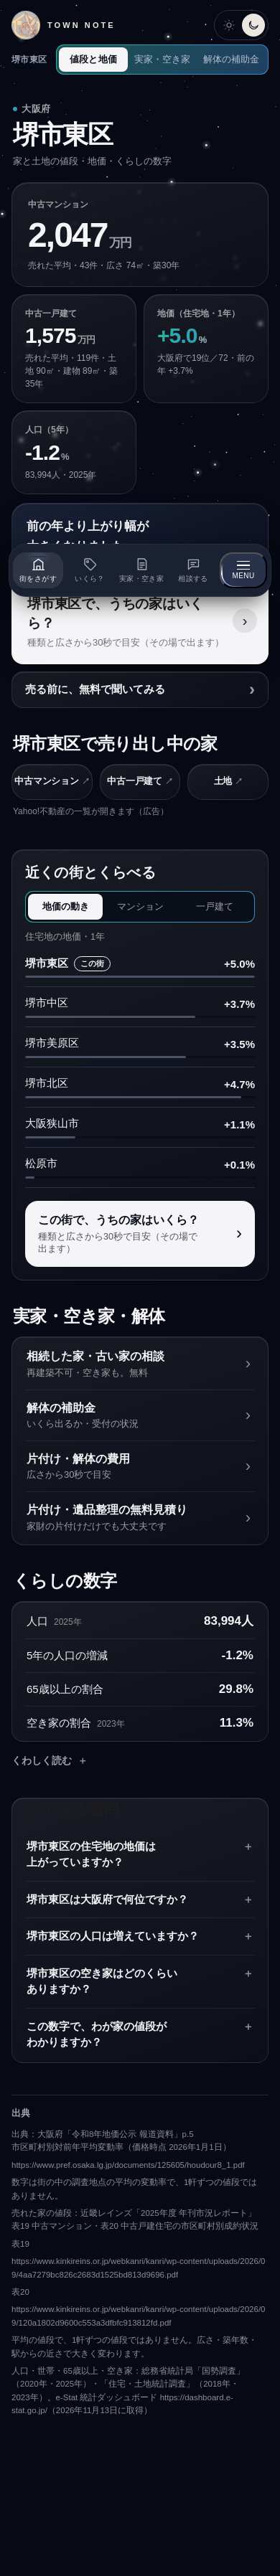 TOWN NOTE
堺市東区
値段と地価
実家・空き家
解体の補助金
大阪府
堺市東区
家と土地の値段・地価・くらしの数字
中古マンション
2,047万円
売れた平均・43件・広さ 74㎡・築30年
中古一戸建て
1,575万円
売れた平均・119件・土
地 90㎡・建物 89㎡・築
35年
地価（住宅地・1年）
+5.0%
大阪府で19位／72・前の
年 +3.7%
人口（5年）
-1.2%
83,994人・2025年
前の年より上がり幅が
街をさがす
いくら？
実家・空き家
相談する
MENU
堺市東区で、うちの家はいく
ら？
種類と広さから30秒で目安（その場で出ます）
›
売る前に、無料で聞いてみる
›
堺市東区で売り出し中の家
中古マンション ↗
中古一戸建て ↗
土地 ↗
Yahoo!不動産の一覧が開きます（広告）
近くの街とくらべる
地価の動き
マンション
一戸建て
住宅地の地価・1年
堺市東区 この街 +5.0%
堺市中区 +3.7%
堺市美原区 +3.5%
堺市北区 +4.7%
大阪狭山市 +1.1%
松原市 +0.1%
この街で、うちの家はいくら？
種類と広さから30秒で目安（その場で
出ます）
›
実家・空き家・解体
相続した家・古い家の相談
再建築不可・空き家も。無料
›
解体の補助金
いくら出るか・受付の状況
›
片付け・解体の費用
広さから30秒で目安
›
片付け・遺品整理の無料見積り
家財の片付けだけでも大丈夫です
›
くらしの数字
人口 2025年 83,994人
5年の人口の増減 -1.2%
65歳以上の割合 29.8%
空き家の割合 2023年 11.3%
くわしく読む +
堺市東区の住宅地の地価は
上がっていますか？
+
堺市東区は大阪府で何位ですか？ +
堺市東区の人口は増えていますか？ +
堺市東区の空き家はどのくらい
ありますか？
+
この数字で、わが家の値段が
わかりますか？
+
出典
出典：大阪府「令和8年地価公示 報道資料」p.5
市区町村別対前年平均変動率（価格時点 2026年1月1日）
https://www.pref.osaka.lg.jp/documents/125605/houdour8_1.pdf
数字は街の中の調査地点の平均の変動率で、1軒ずつの値段では
ありません。
売れた家の値段：近畿レインズ「2025年度 年刊市況レポート」
表19 中古マンション・表20 中古戸建住宅の市区町村別成約状況
表19
https://www.kinkireins.or.jp/webkanri/kanri/wp-content/uploads/2026/0
9/4aa7279bc826c2683d1525bd813d9696.pdf
表20
https://www.kinkireins.or.jp/webkanri/kanri/wp-content/uploads/2026/0
9/120a1802d9600c553a3dfbfc913812fd.pdf
平均の値段で、1軒ずつの値段ではありません。広さ・築年数・
駅からの近さで大きく変わります。
人口・世帯・65歳以上・空き家：総務省統計局「国勢調査」
（2020年・2025年）・「住宅・土地統計調査」（2018年・
2023年）。e-Stat 統計ダッシュボード https://dashboard.e-
stat.go.jp/（2026年11月13日に取得）